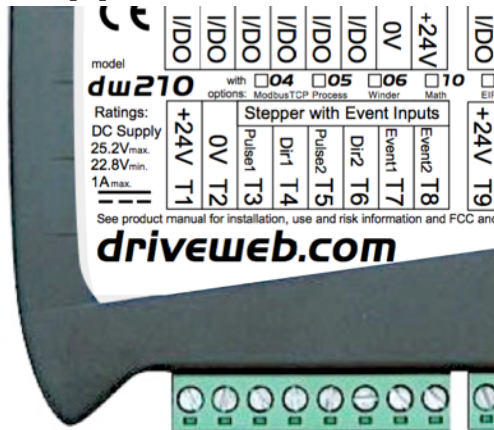 CE I/DO I/DO I/DO I/DO I/DO I/DO 0V +24V I/DO
model
dw210 with □04 □05 □06 □10
options: ModbusTCP Process Winder Math EIP
Ratings:
DC Supply
25.2Vmax.
22.8Vmin.
1Amax.
Stepper with Event Inputs
+24V T1
0V T2
Pulse1 T3
Dir1 T4
Pulse2 T5
Dir2 T6
Event1 T7
Event2 T8
+24V T9
See product manual for installation, use and risk information and FCC and
driveweb.com